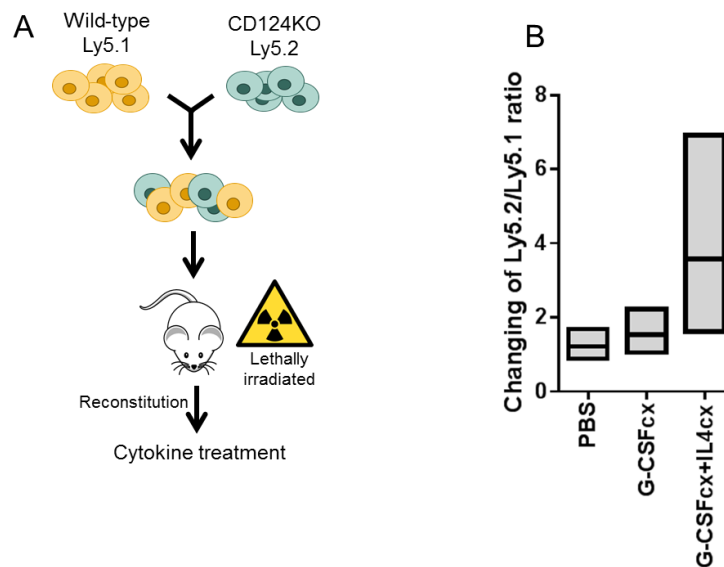 A
Wild-type
Ly5.1
CD124KO
Ly5.2
Lethally
irradiated
Reconstitution
Cytokine treatment
B
Changing of Ly5.2/Ly5.1 ratio
8
6
4
2
0
PBS
G-CSFcx
G-CSFcx+IL4cx